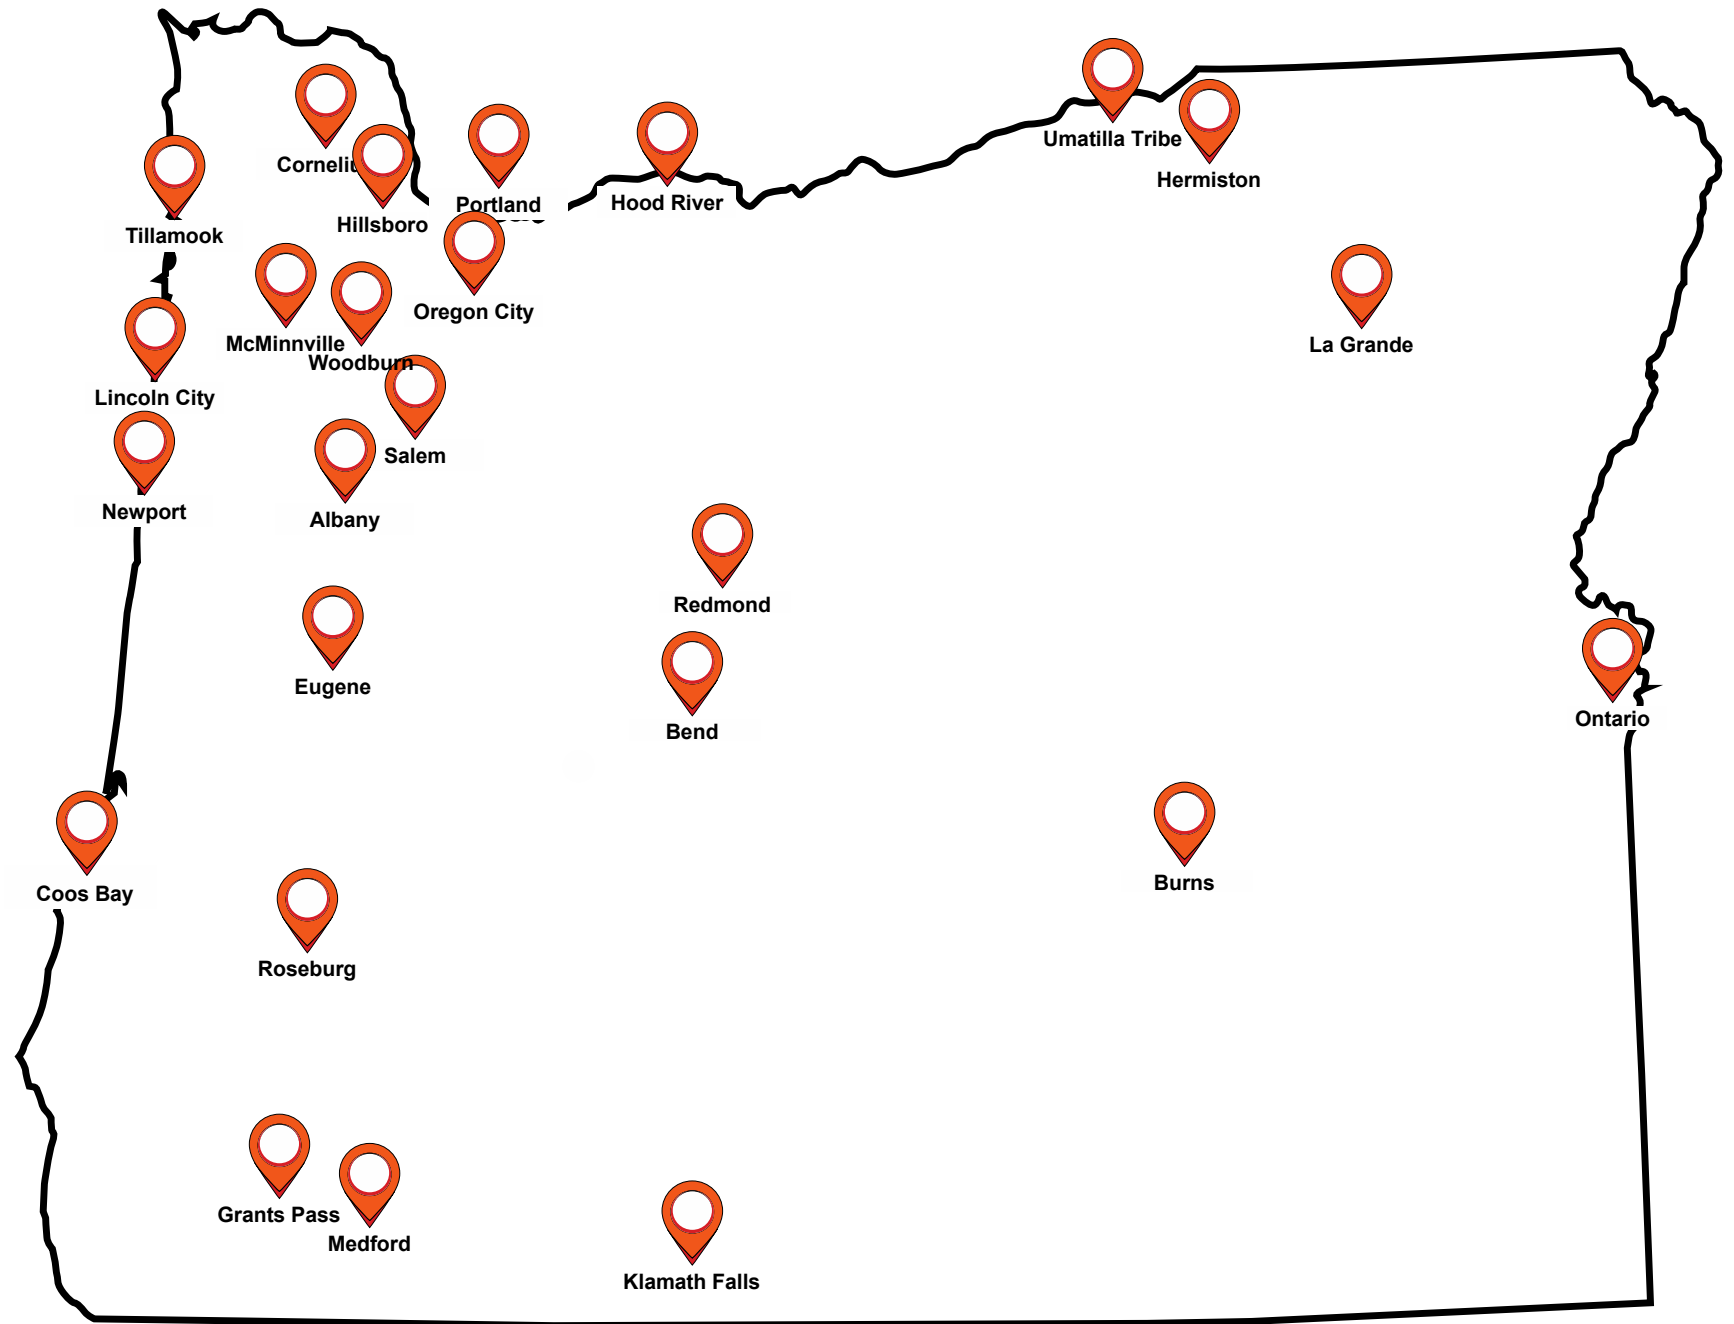 Umatilla Tribe
Corneliu
Hermiston
Portland
Hood River
Hillsboro
Tillamook
Oregon City
McMinnville
La Grande
Woodburn
Lincoln City
Salem
Newport
Albany
Redmond
Eugene
Ontario
Bend
Burns
Coos Bay
Roseburg
Grants Pass
Medford
Klamath Falls